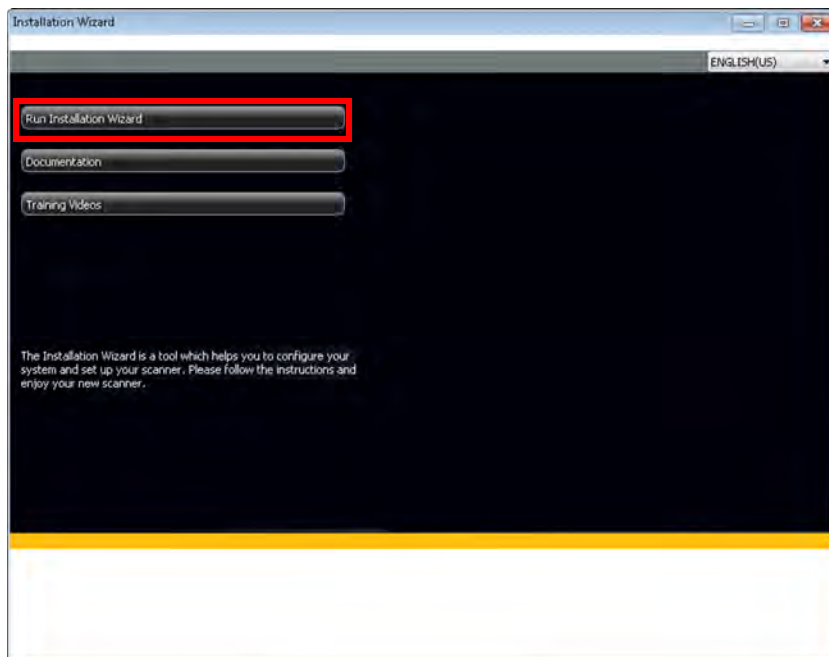 Installation Wizard
ENGLISH(US)
Run Installation Wizard
Documentation
Training Videos
The Installation Wizard is a tool which helps you to configure your
system and set up your scanner. Please follow the instructions and
enjoy your new scanner.